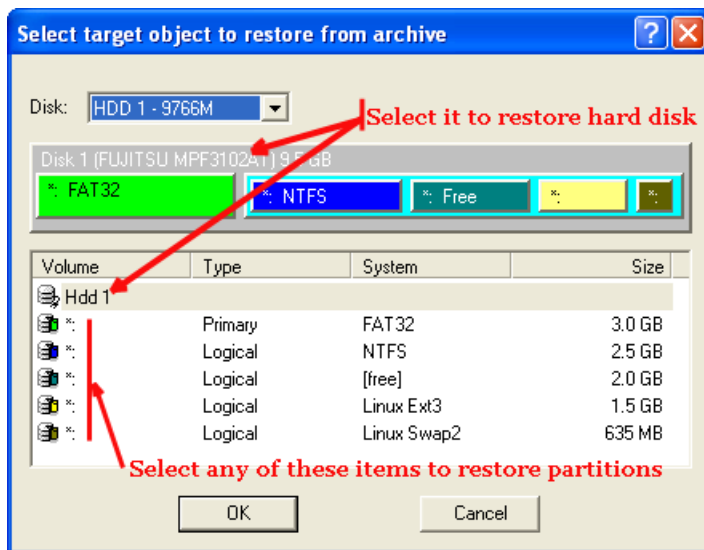 Select target object to restore from archive
Disk: HDD 1 - 9766M
Select it to restore hard disk
Disk 1 (FUJITSU MPF3102AT) 9.5 GB
*: FAT32 *: NTFS *: Free *: *:
Volume Type System Size
Hdd 1
*: Primary FAT32 3.0 GB
*: Logical NTFS 2.5 GB
*: Logical [free] 2.0 GB
*: Logical Linux Ext3 1.5 GB
*: Logical Linux Swap2 635 MB
Select any of these items to restore partitions
OK Cancel